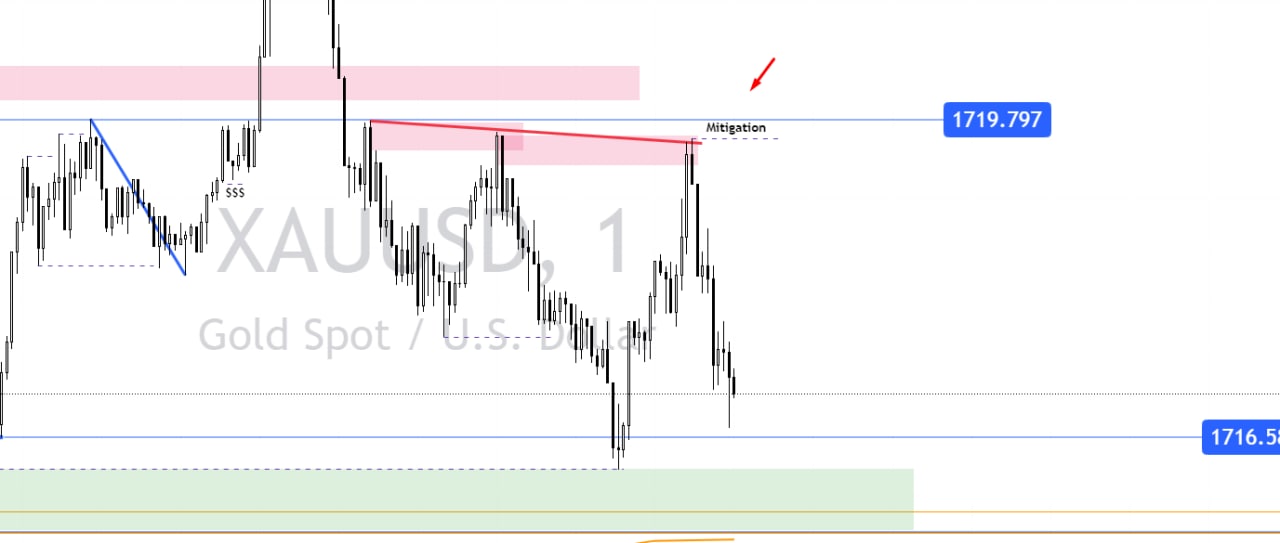 1719.797
Mitigation
$$$
XAUUSD, 1
Gold Spot / U.S. Dollar
1716.58